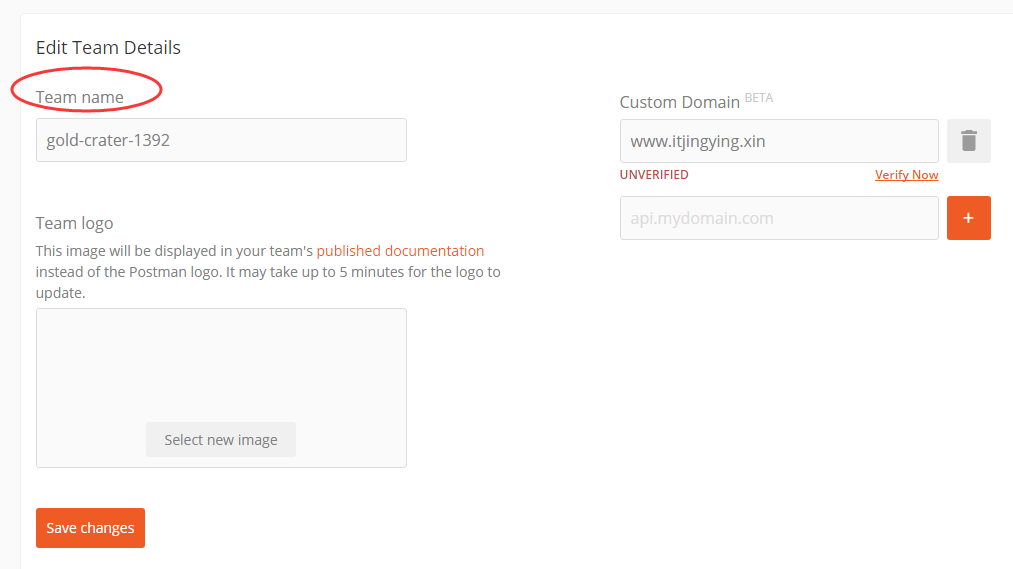 Edit Team Details
Team name
gold-crater-1392
Team logo
This image will be displayed in your team's published documentation
instead of the Postman logo. It may take up to 5 minutes for the logo to
update.
Select new image
Save changes
Custom Domain BETA
www.itjingying.xin
UNVERIFIED Verify Now
api.mydomain.com
+